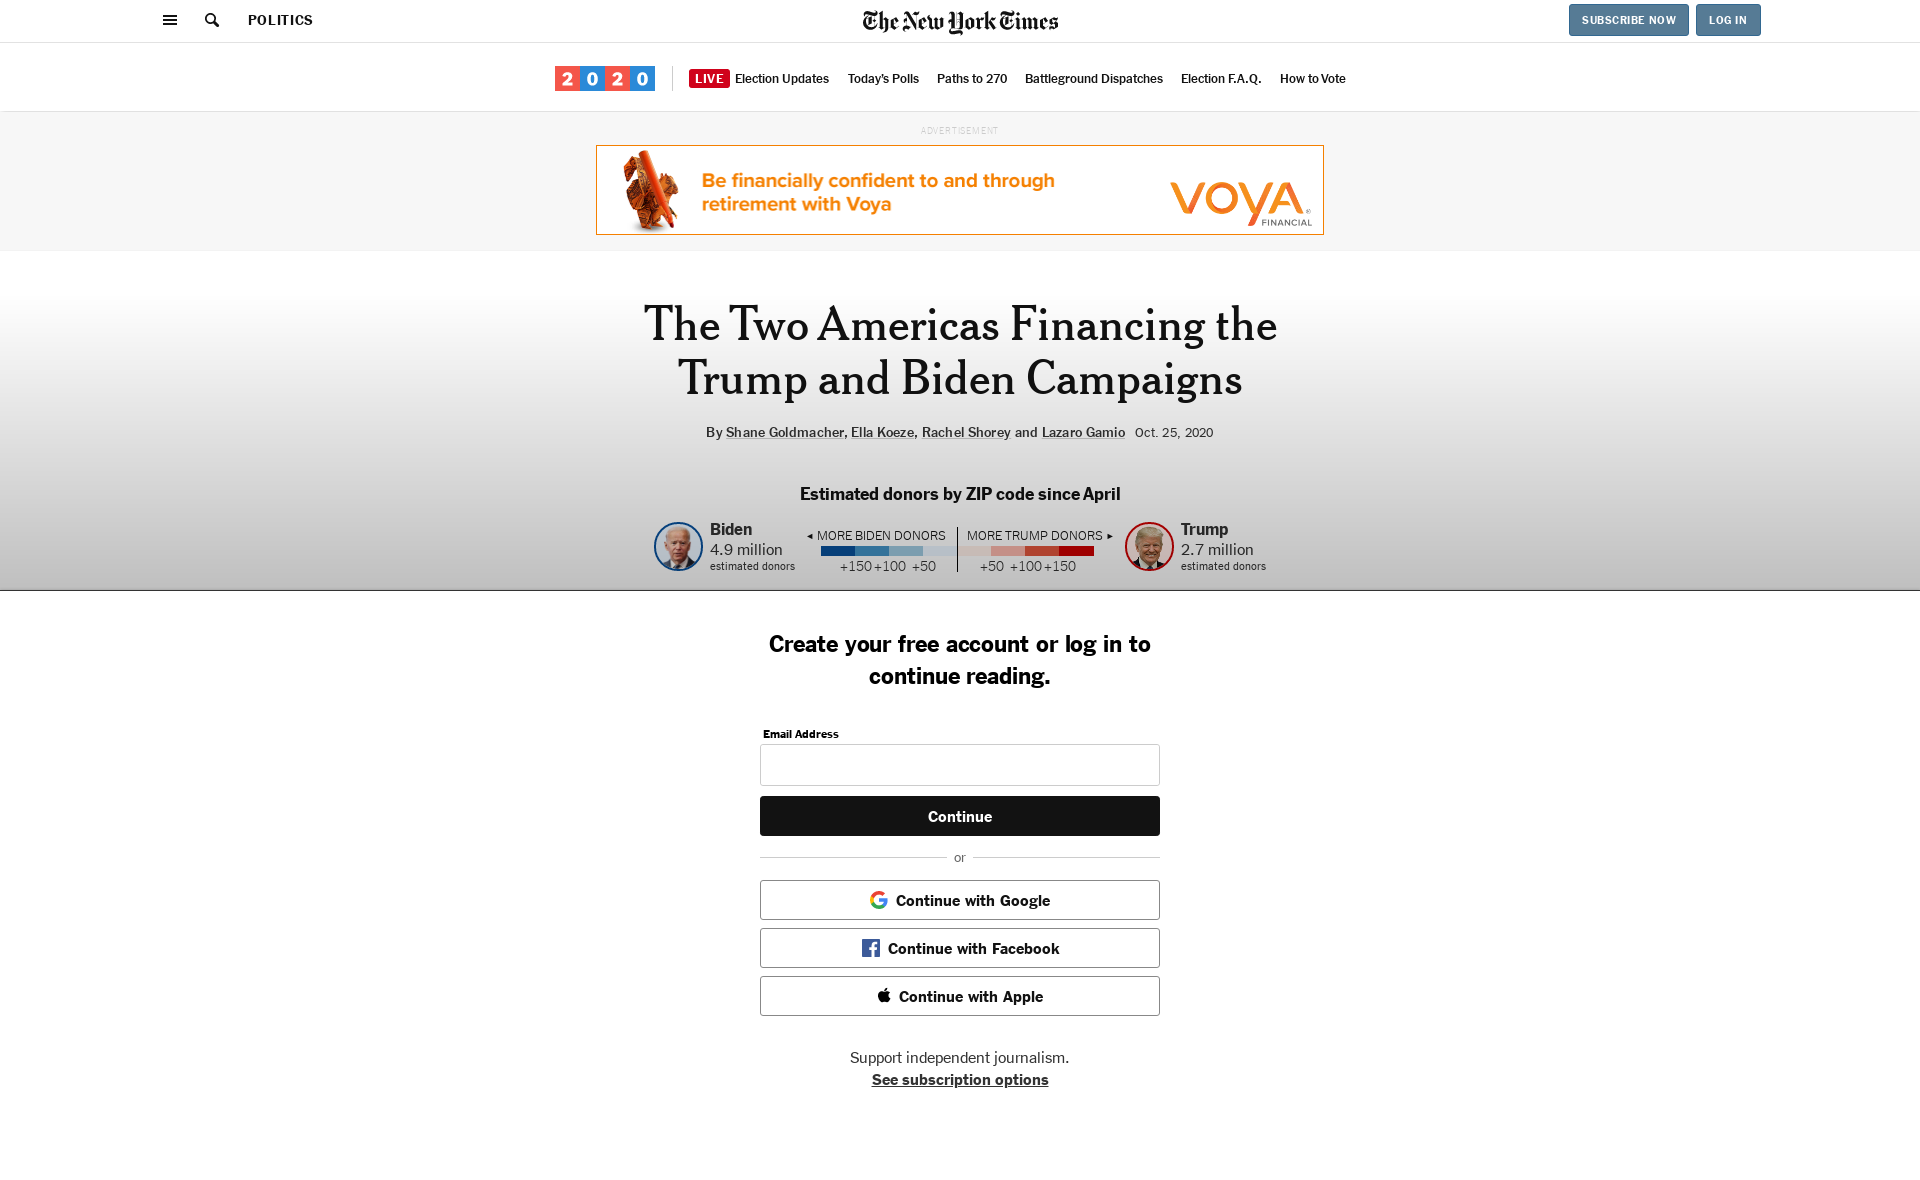 POLITICS
The New York Times
SUBSCRIBE NOW
LOG IN
2020
LIVE Election Updates Today's Polls Paths to 270 Battleground Dispatches Election F.A.Q. How to Vote
ADVERTISEMENT
Be financially confident to and through
retirement with Voya
VOYA®
FINANCIAL
The Two Americas Financing the
Trump and Biden Campaigns
By Shane Goldmacher, Ella Koeze, Rachel Shorey and Lazaro Gamio Oct. 25, 2020
Estimated donors by ZIP code since April
Biden
4.9 million
estimated donors
◄ MORE BIDEN DONORS
MORE TRUMP DONORS ►
+150 +100 +50
+50 +100 +150
Trump
2.7 million
estimated donors
Create your free account or log in to
continue reading.
Email Address
Continue
or
Continue with Google
Continue with Facebook
Continue with Apple
Support independent journalism.
See subscription options